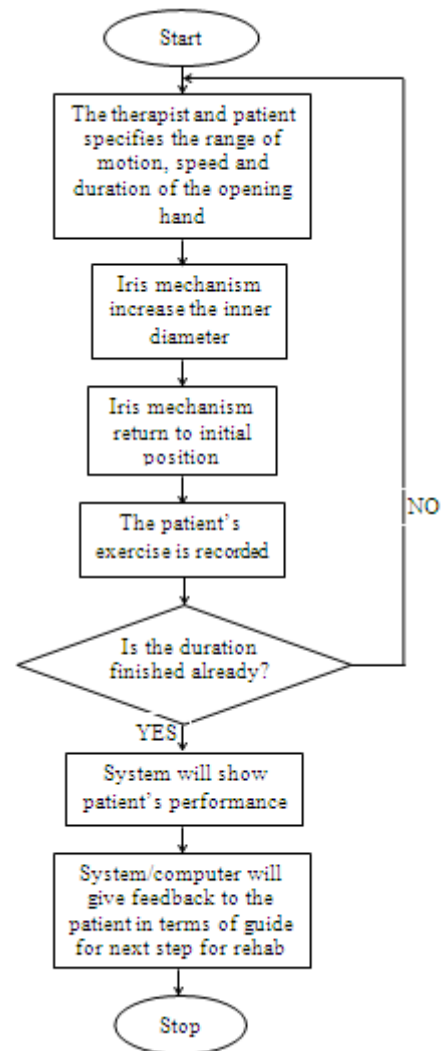 Start
The therapist and patient
specifies the range of
motion, speed and
duration of the opening
hand
Iris mechanism
increase the inner
diameter
Iris mechanism
return to initial
position
The patient's
exercise is recorded
NO
Is the duration
finished already?
YES
System will show
patient's performance
System/computer will
give feedback to the
patient in terms of guide
for next step for rehab
Stop